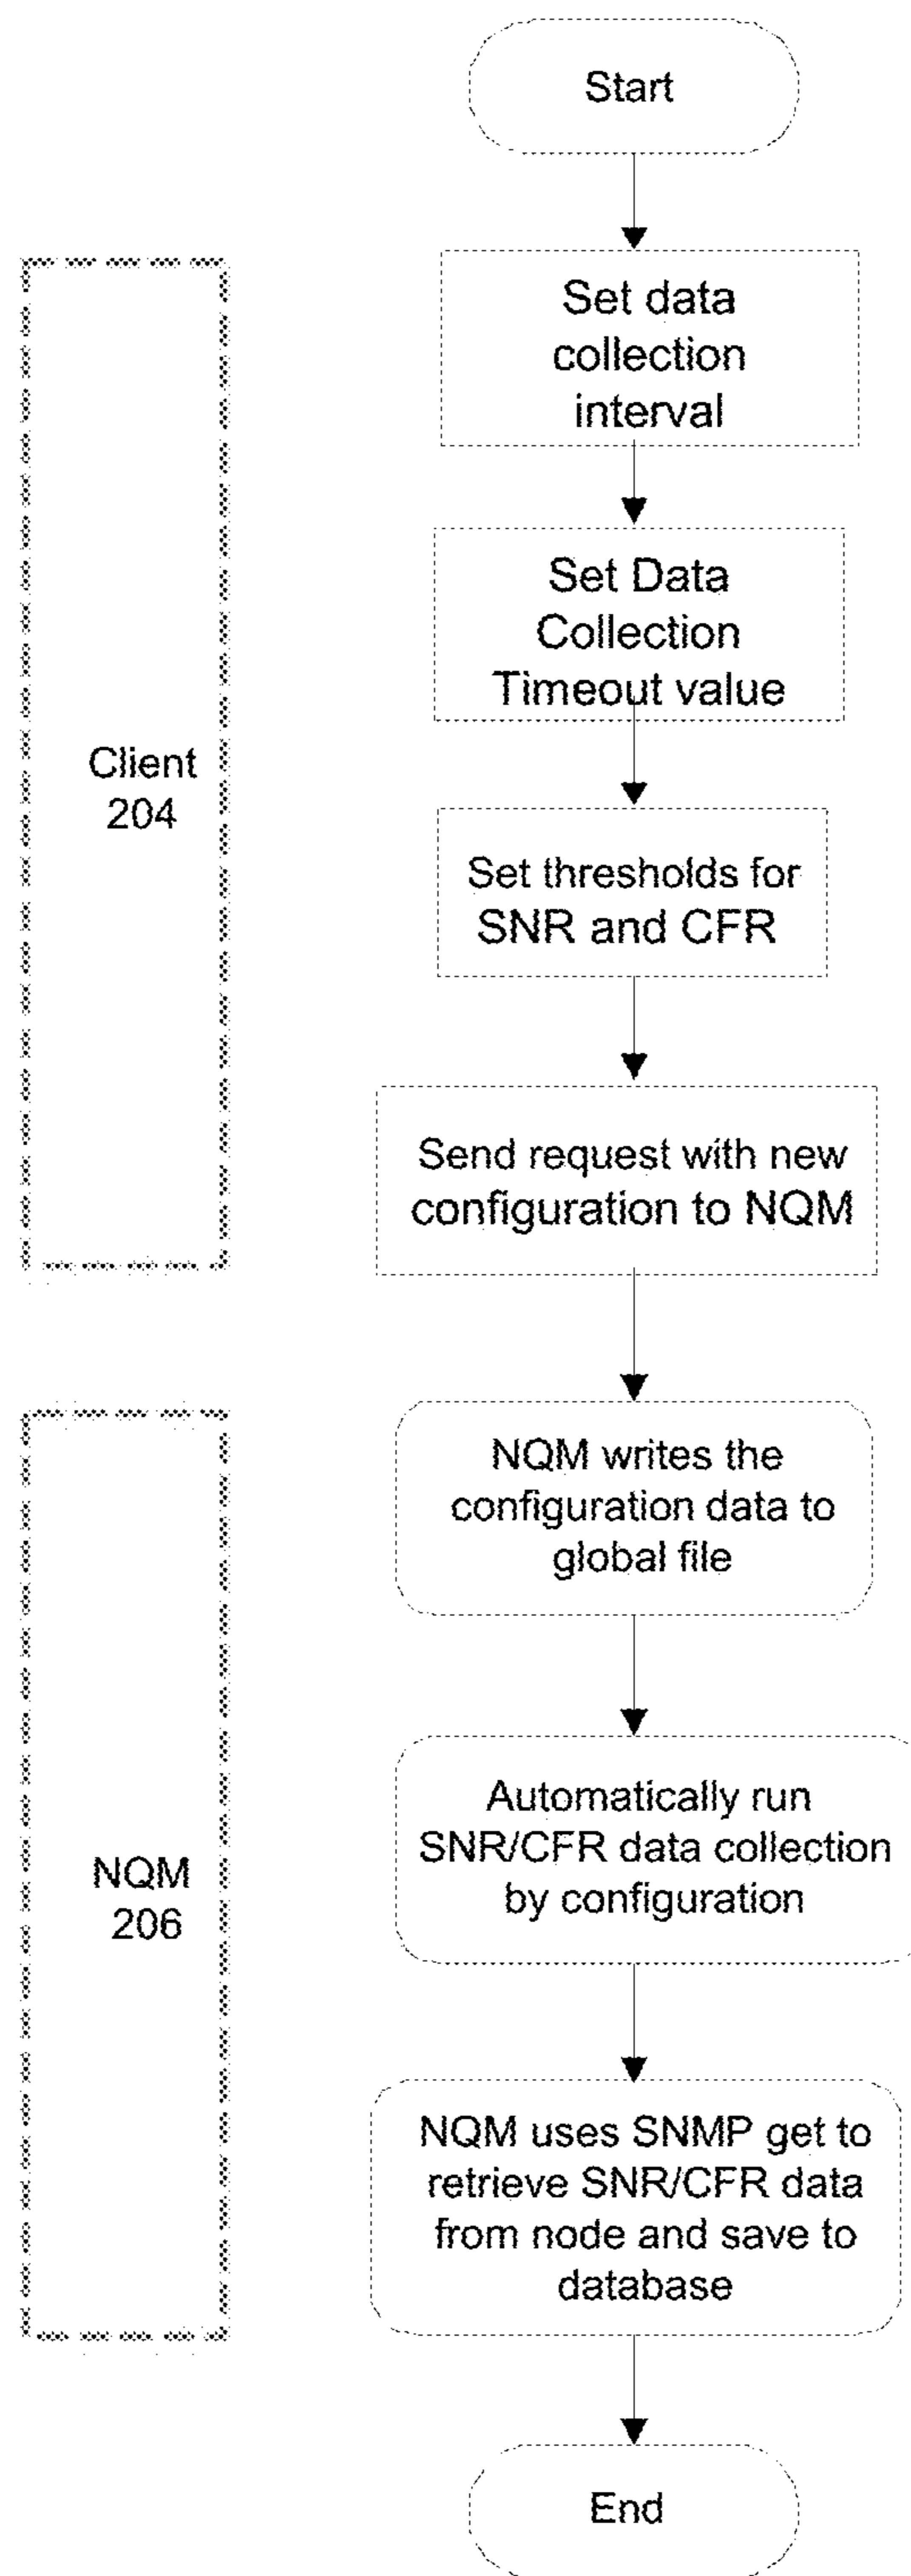 Start
Set data
collection
interval
Set Data
Collection
Timeout value
Client
204
Set thresholds for
SNR and CFR
Send request with new
configuration to NQM
NQM writes the
configuration data to
global file
Automatically run
SNR/CFR data collection
by configuration
NQM
206
NQM uses SNMP get to
retrieve SNR/CFR data
from node and save to
database
End